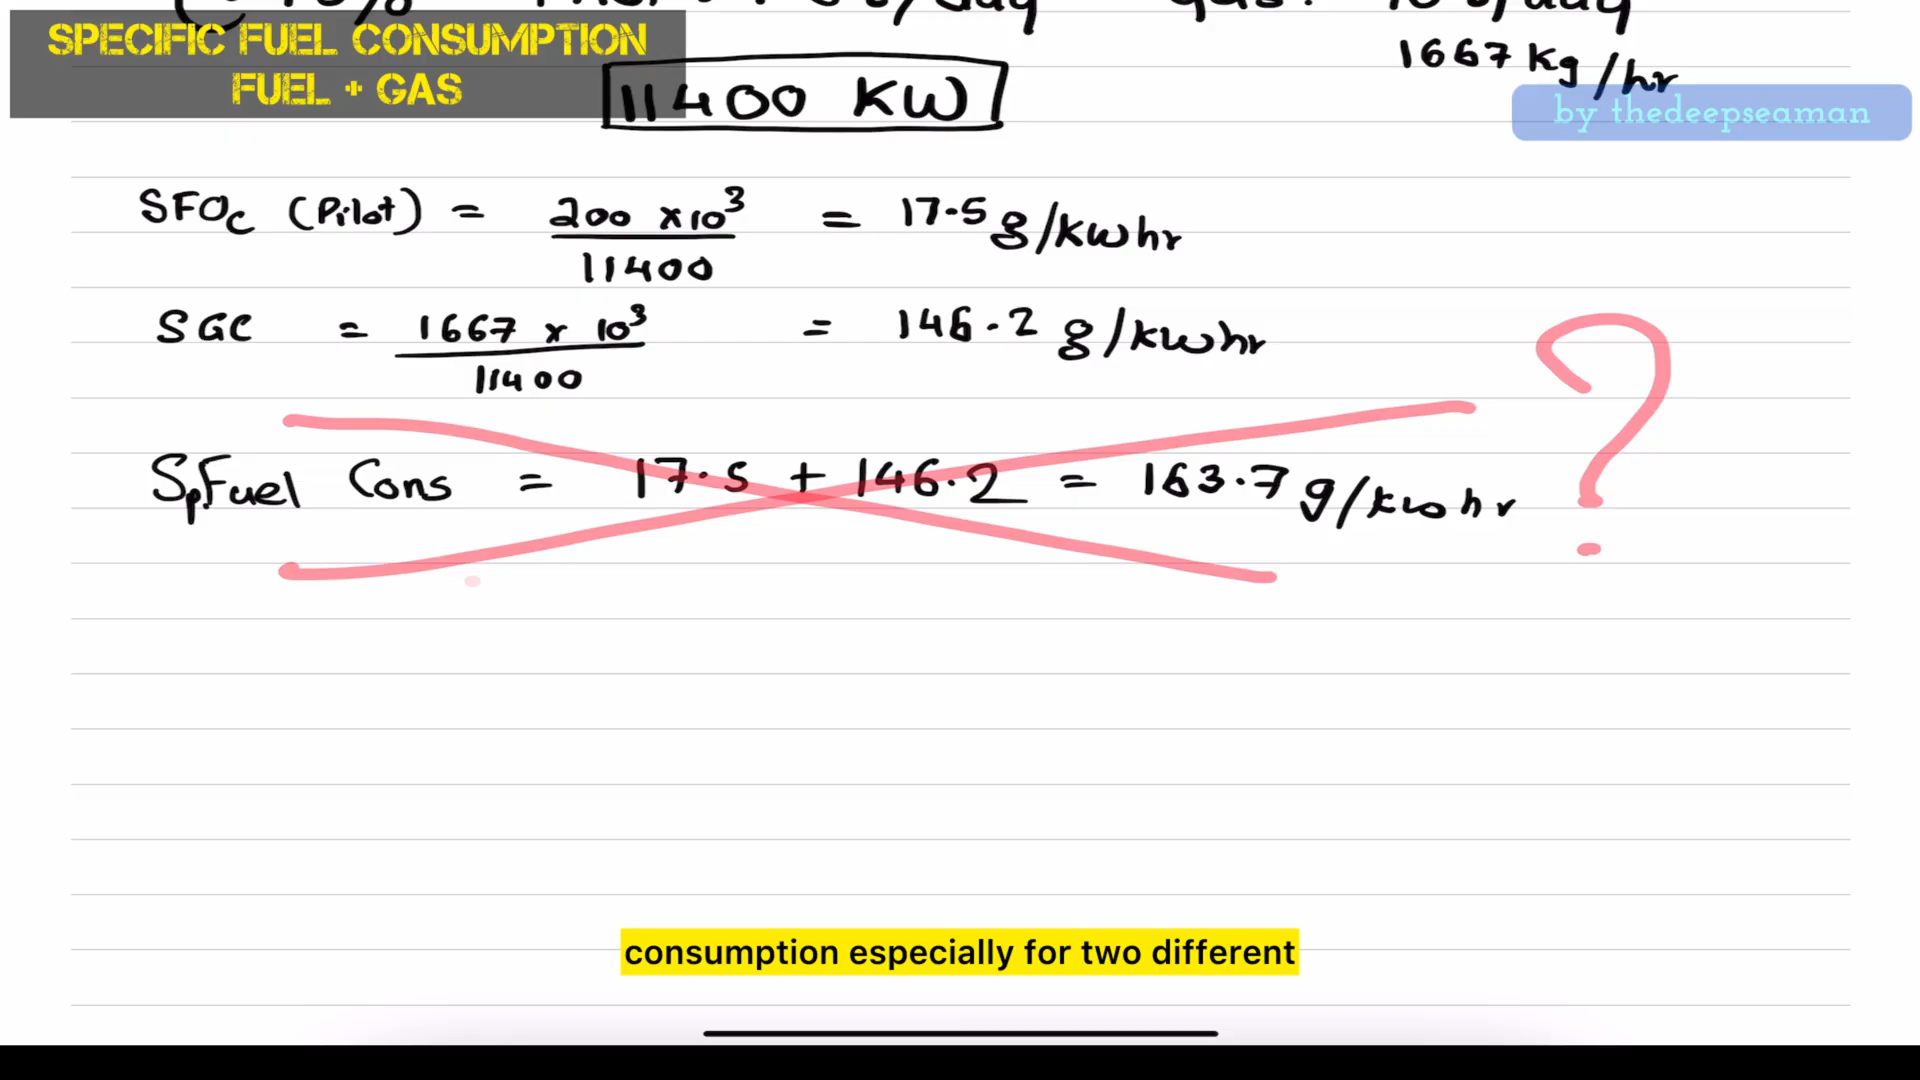 SPECIFIC FUEL CONSUMPTION
FUEL + GAS
11400 KW
1667 Kg/hr
by thedeepseaman
SFOC (Pilot) = 200 x10³ / 11400 = 17.5 g/kwhr
SGC = 1667 x 10³ / 11400 = 146.2 g/kwhr
SpFuel Cons = 17.5 + 146.2 = 163.7 g/kwhr
?
consumption especially for two different